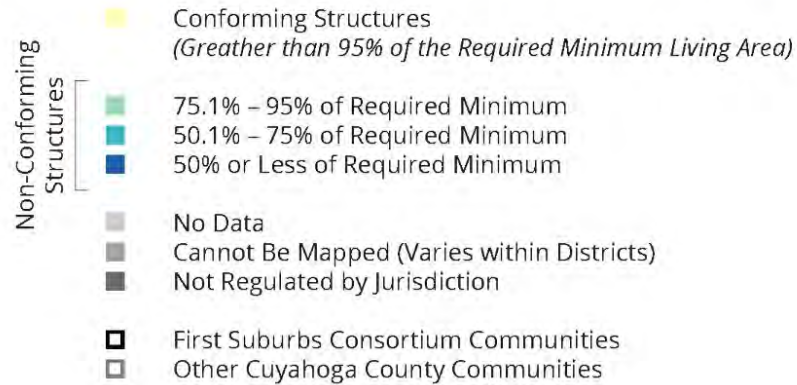 Conforming Structures
(Greather than 95% of the Required Minimum Living Area)
Non-Conforming
Structures
75.1% – 95% of Required Minimum
50.1% – 75% of Required Minimum
50% or Less of Required Minimum
No Data
Cannot Be Mapped (Varies within Districts)
Not Regulated by Jurisdiction
First Suburbs Consortium Communities
Other Cuyahoga County Communities